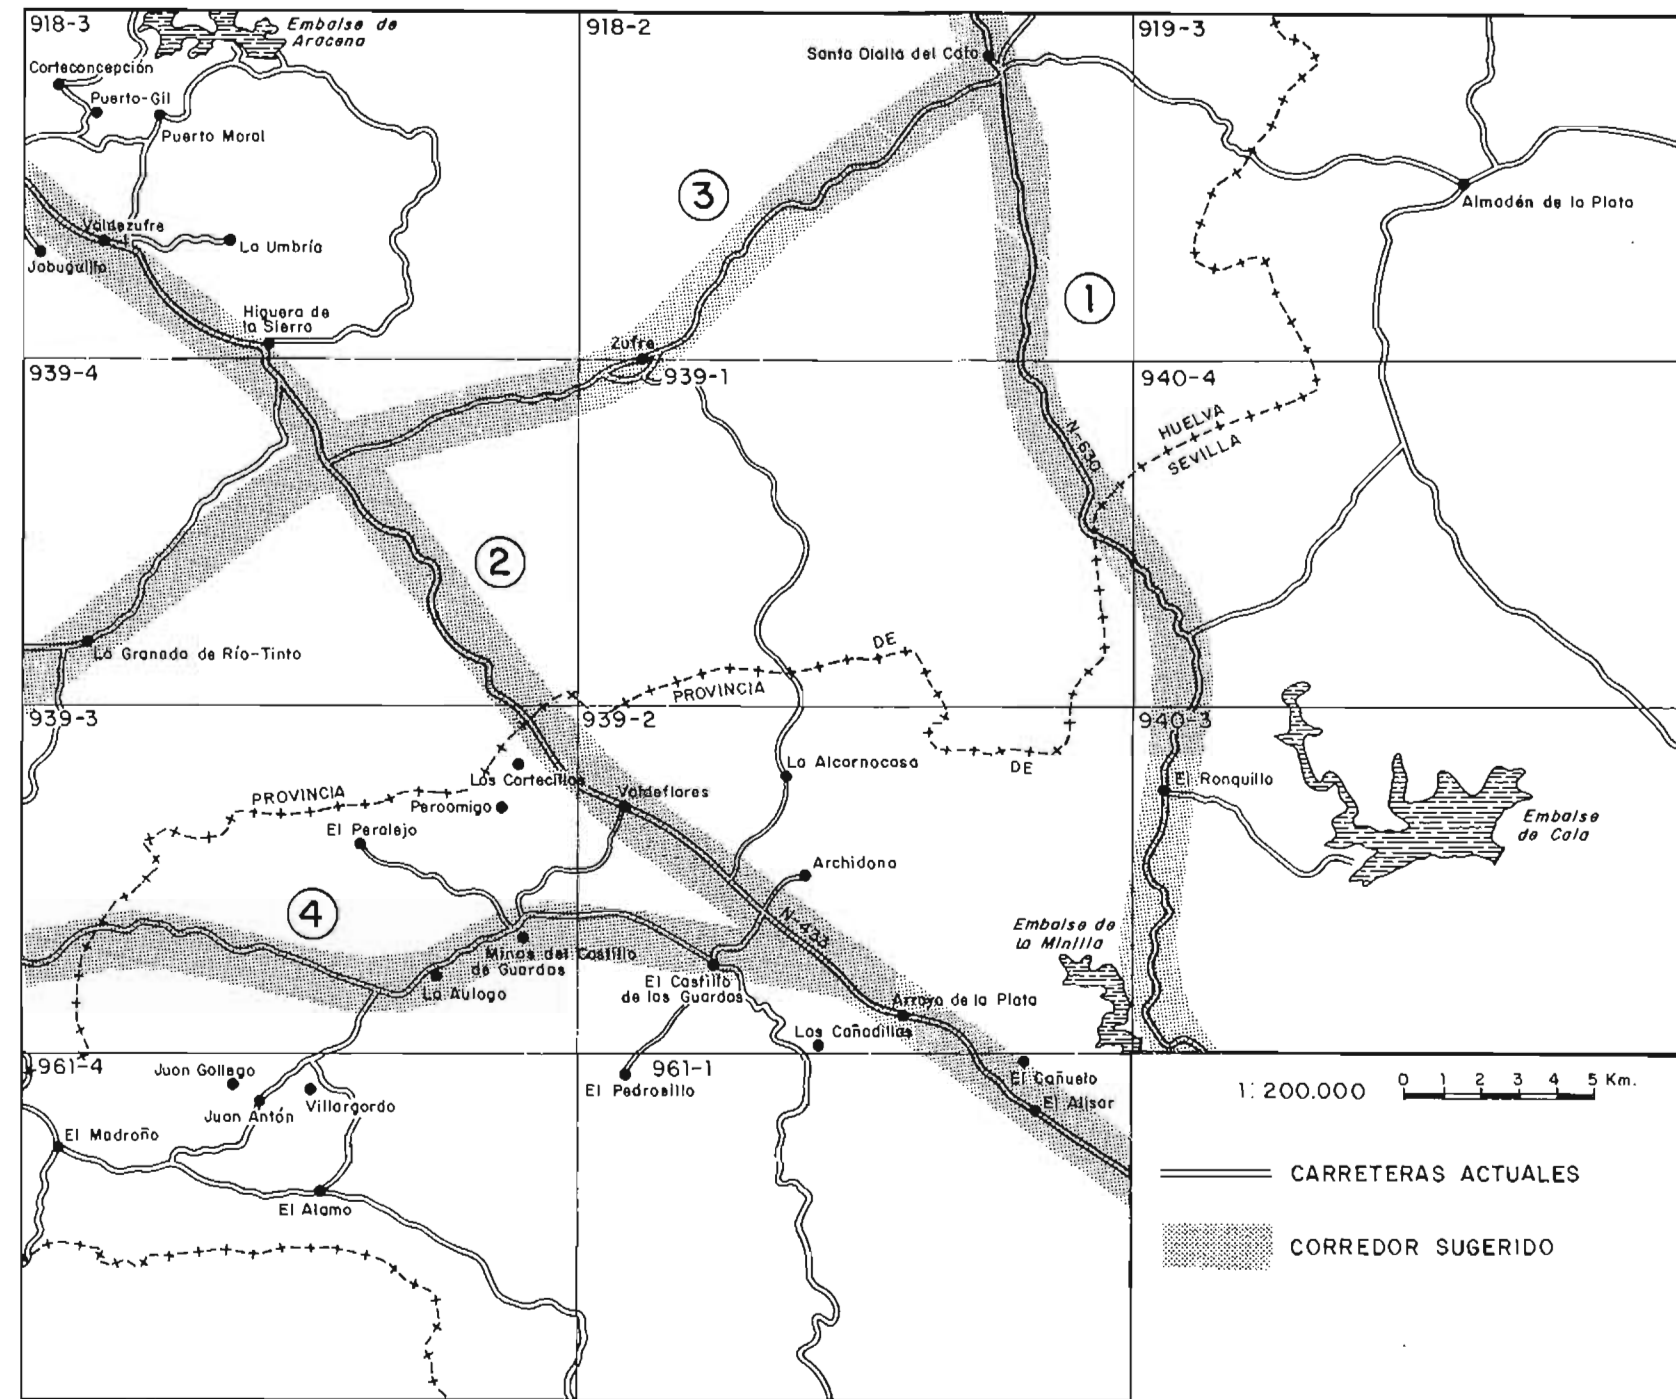 918-3
Embalse de
Aracena
918-2
919-3
Santa Olalla del Cala
Corteconcepción
Puerto-Gil
Puerto Moral
3
Almadén de la Plata
Valdezufre
La Umbría
Jabuguillo
1
Higuera de
la Sierra
Zufre
939-4
939-1
940-4
N-630
HUELVA
SEVILLA
2
La Granada de Río-Tinto
DE
PROVINCIA
939-3
939-2
940-3
La Alcornocosa
DE
Los Cortecillos
El Ronquillo
PROVINCIA
Peroamigo
Valdeflores
Embalse
de Cala
El Peralejo
Archidona
4
N-433
Embalse de
la Minilla
Minas del Castillo
de Guardas
La Aulaga
El Castillo
de las Guardas
Arroyo de la Plata
Las Cañadillas
961-4
Juan Gallego
961-1
El Cañuelo
El Pedrosillo
1:200.000
0 1 2 3 4 5 Km.
Juan Antón
Villargordo
El Alisar
El Madroño
CARRETERAS ACTUALES
El Alamo
CORREDOR SUGERIDO